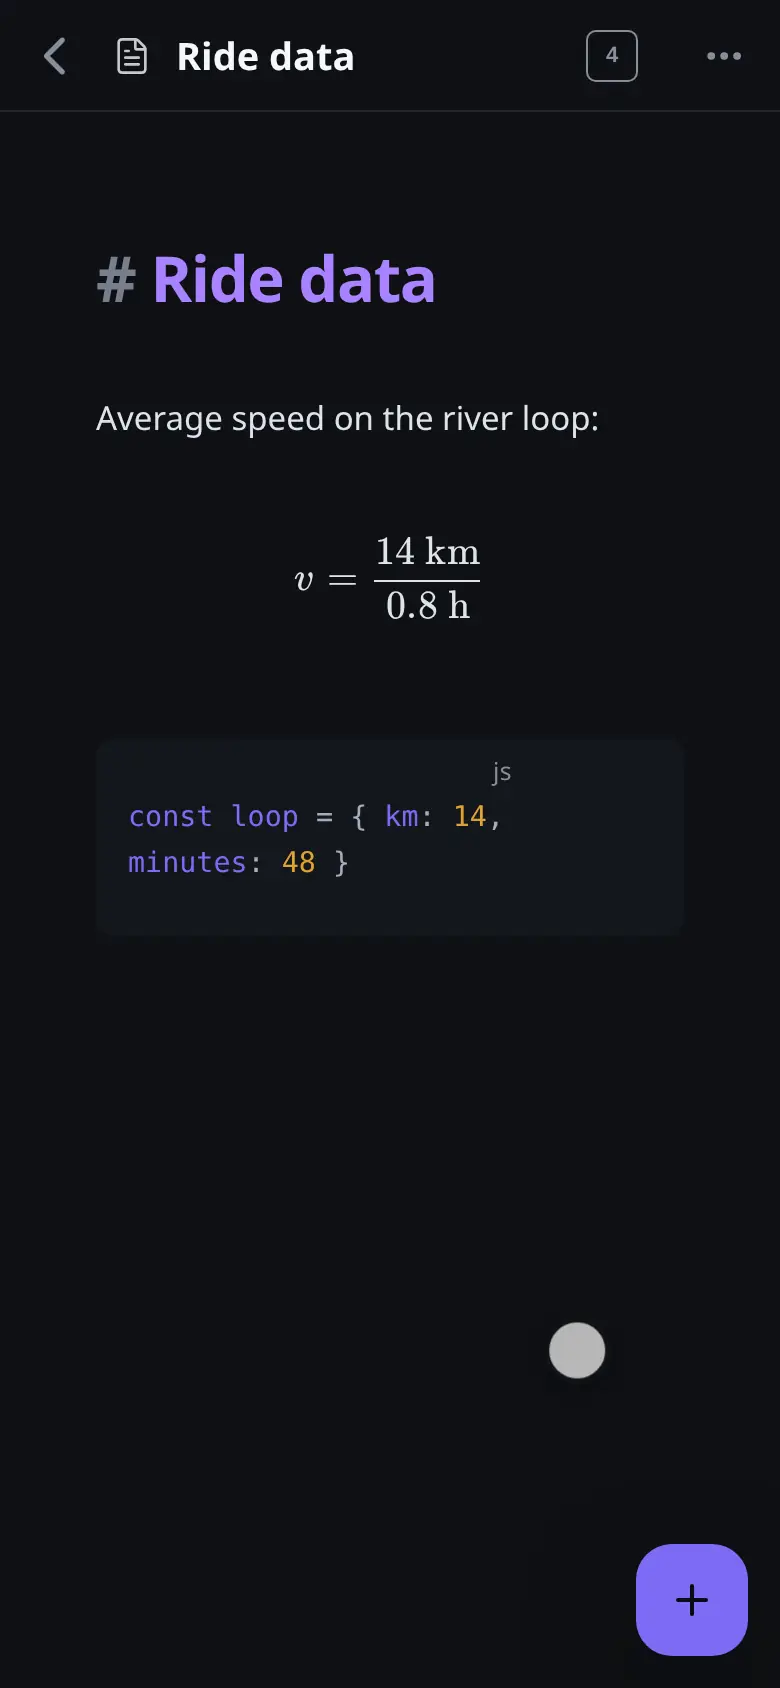 Ride data
4
# Ride data
Average speed on the river loop:
v = 14 km / 0.8 h
js
const loop = { km: 14,
minutes: 48 }